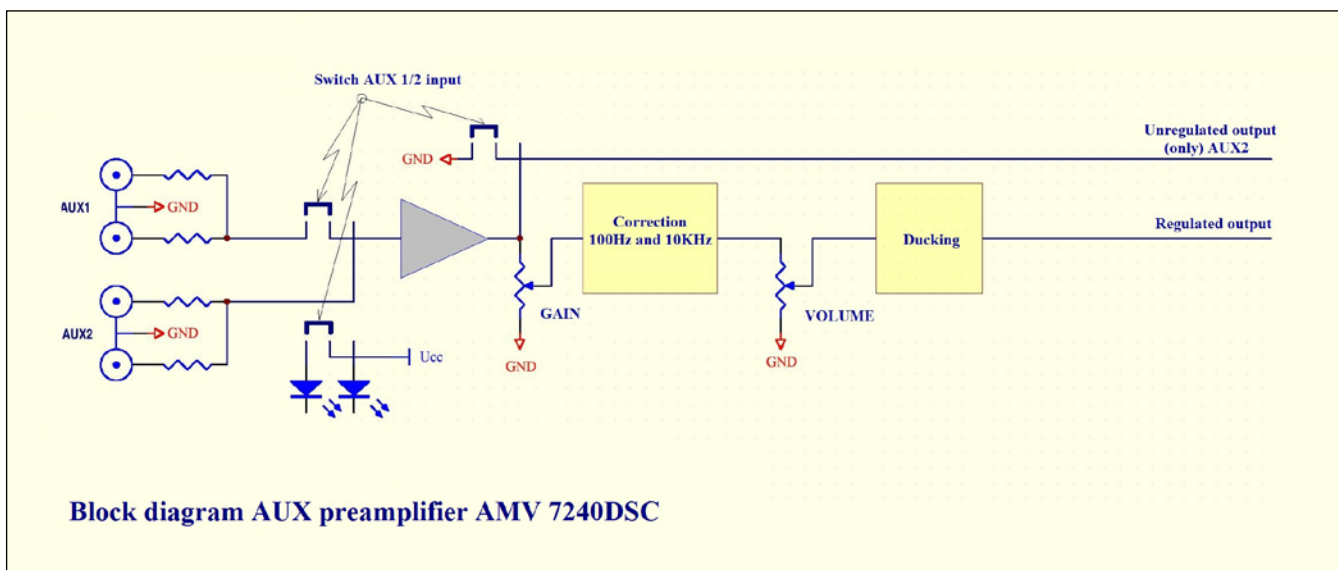 Switch AUX 1/2 input
Unregulated output
(only) AUX2
GND
AUX1
GND
Correction
100Hz and 10KHz
Ducking
Regulated output
AUX2
GND
GAIN
VOLUME
Ucc
GND
GND
Block diagram AUX preamplifier AMV 7240DSC